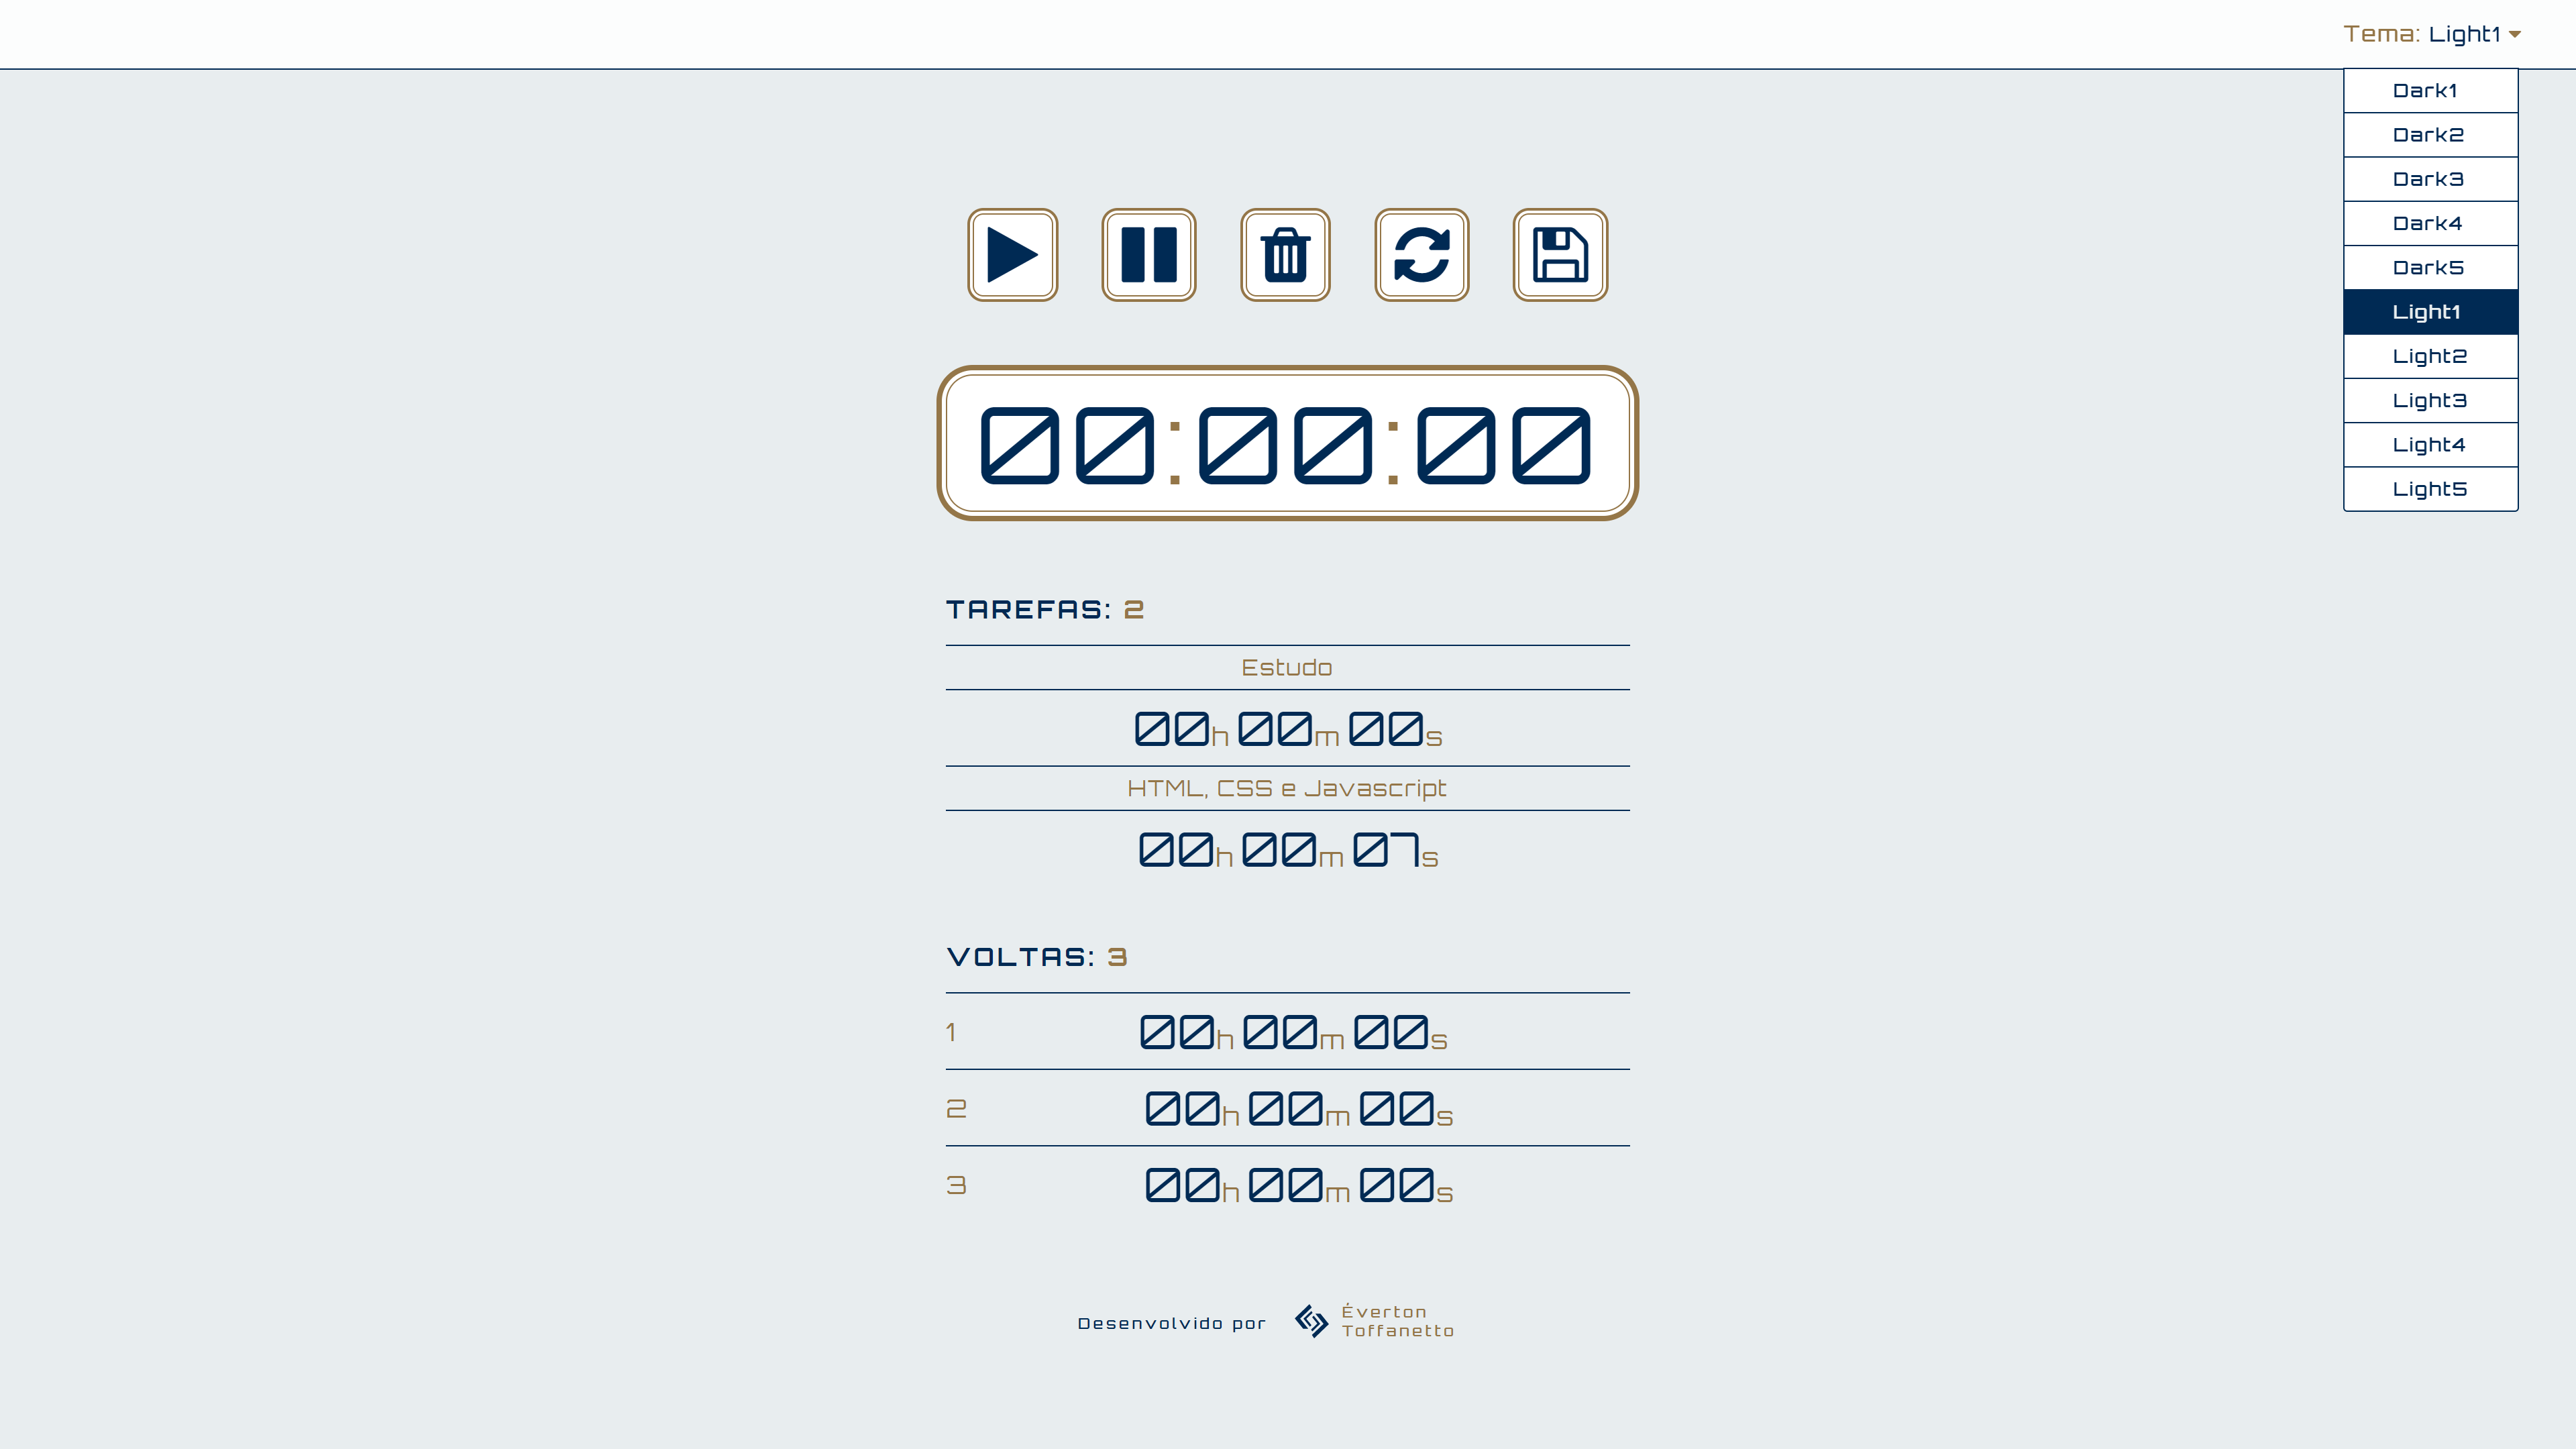 Tema: Light1
Dark1
Dark2
Dark3
Dark4
Dark5
Light1
Light2
Light3
Light4
Light5
00:00:00
TAREFAS: 2
Estudo
00h 00m 00s
HTML, CSS e Javascript
00h 00m 07s
VOLTAS: 3
1 00h 00m 00s
2 00h 00m 00s
3 00h 00m 00s
Desenvolvido por
Éverton
Toffanetto